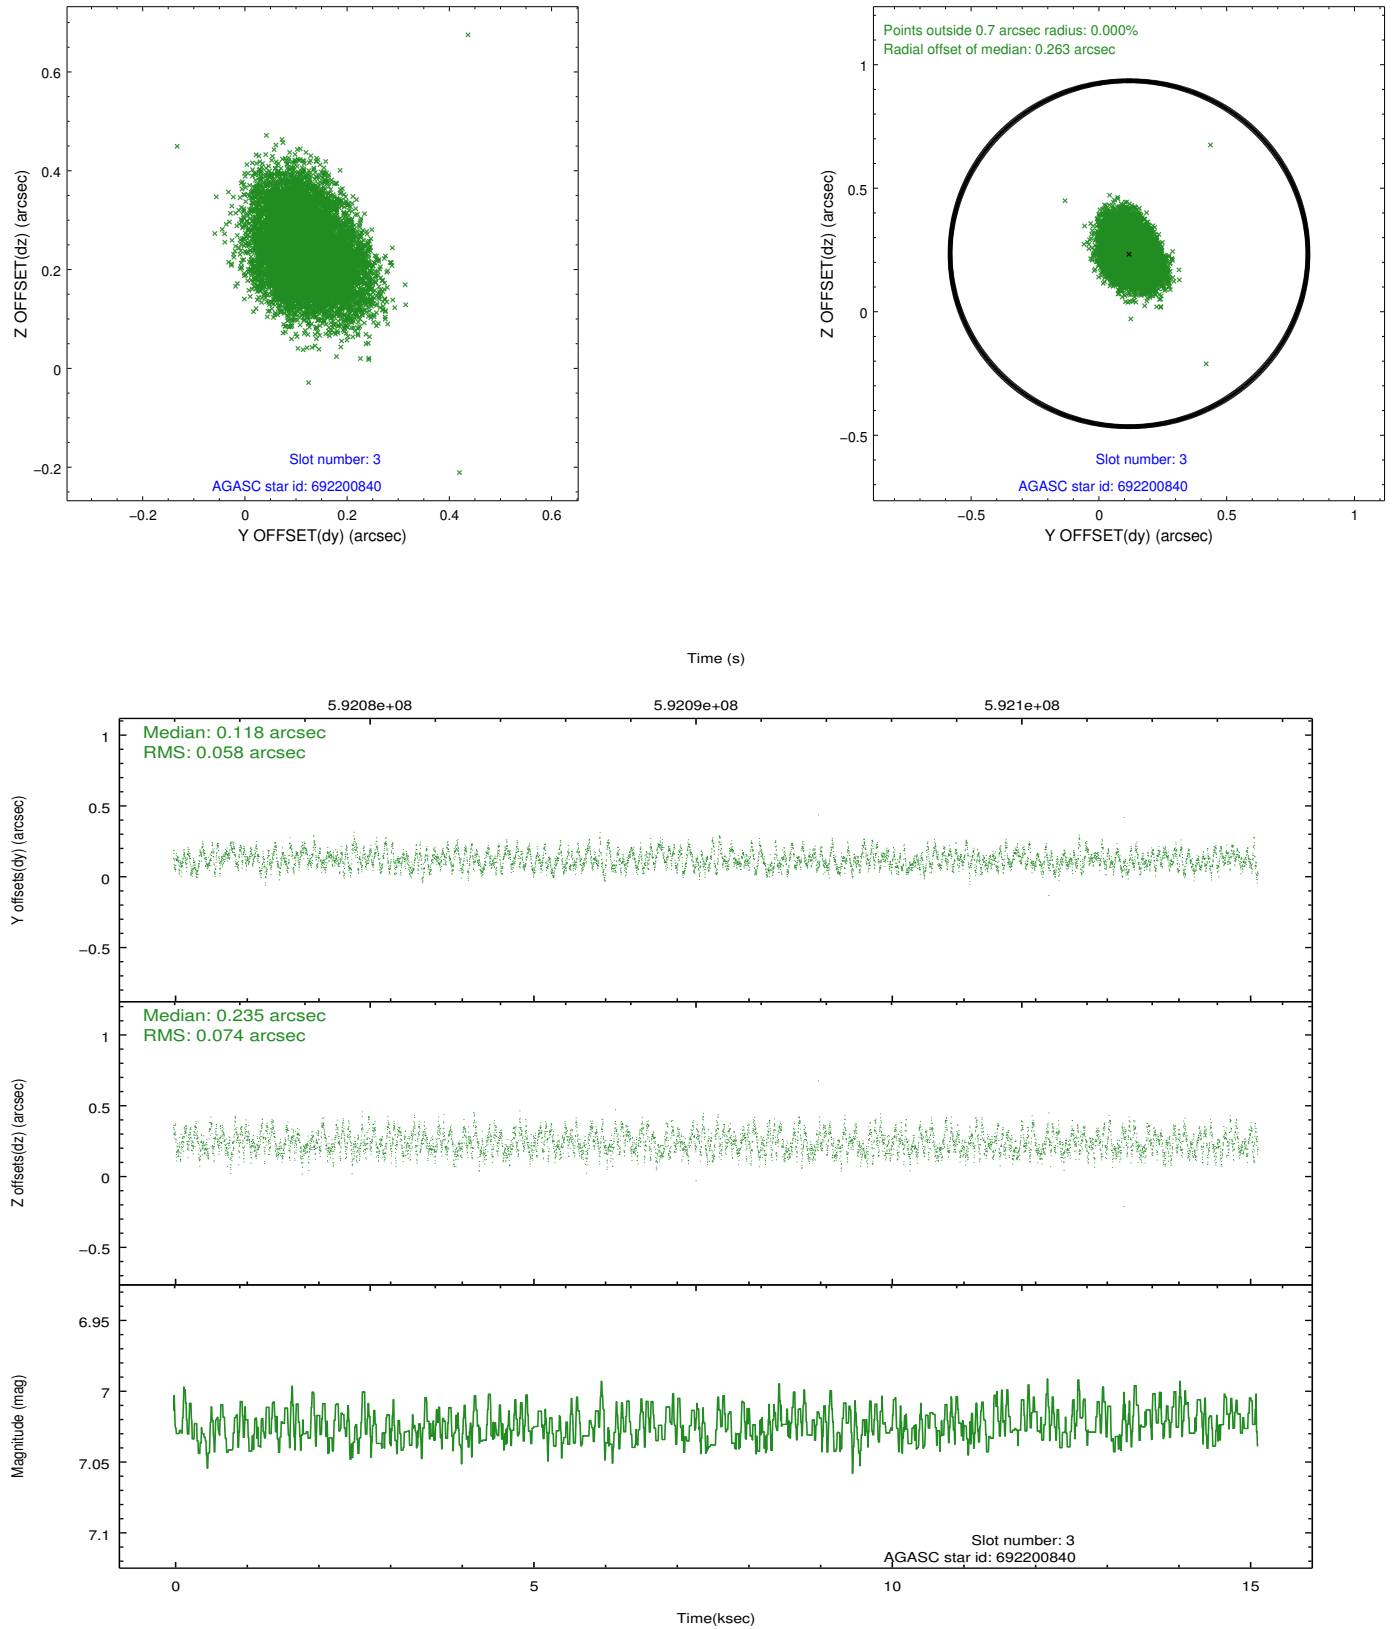 0.6
0.4
0.2
0
−0.2
Z OFFSET(dz) (arcsec)
Slot number: 3
AGASC star id: 692200840
−0.2 0 0.2 0.4 0.6
Y OFFSET(dy) (arcsec)
Points outside 0.7 arcsec radius: 0.000%
Radial offset of median: 0.263 arcsec
1
0.5
0
−0.5
Z OFFSET(dz) (arcsec)
Slot number: 3
AGASC star id: 692200840
−0.5 0 0.5 1
Y OFFSET(dy) (arcsec)
Time (s)
5.9208e+08 5.9209e+08 5.921e+08
Median: 0.118 arcsec
RMS: 0.058 arcsec
1
0.5
0
−0.5
Y offsets(dy) (arcsec)
Median: 0.235 arcsec
RMS: 0.074 arcsec
1
0.5
0
−0.5
Z offsets(dz) (arcsec)
6.95
7
7.05
7.1
Magnitude (mag)
Slot number: 3
AGASC star id: 692200840
0 5 10 15
Time(ksec)